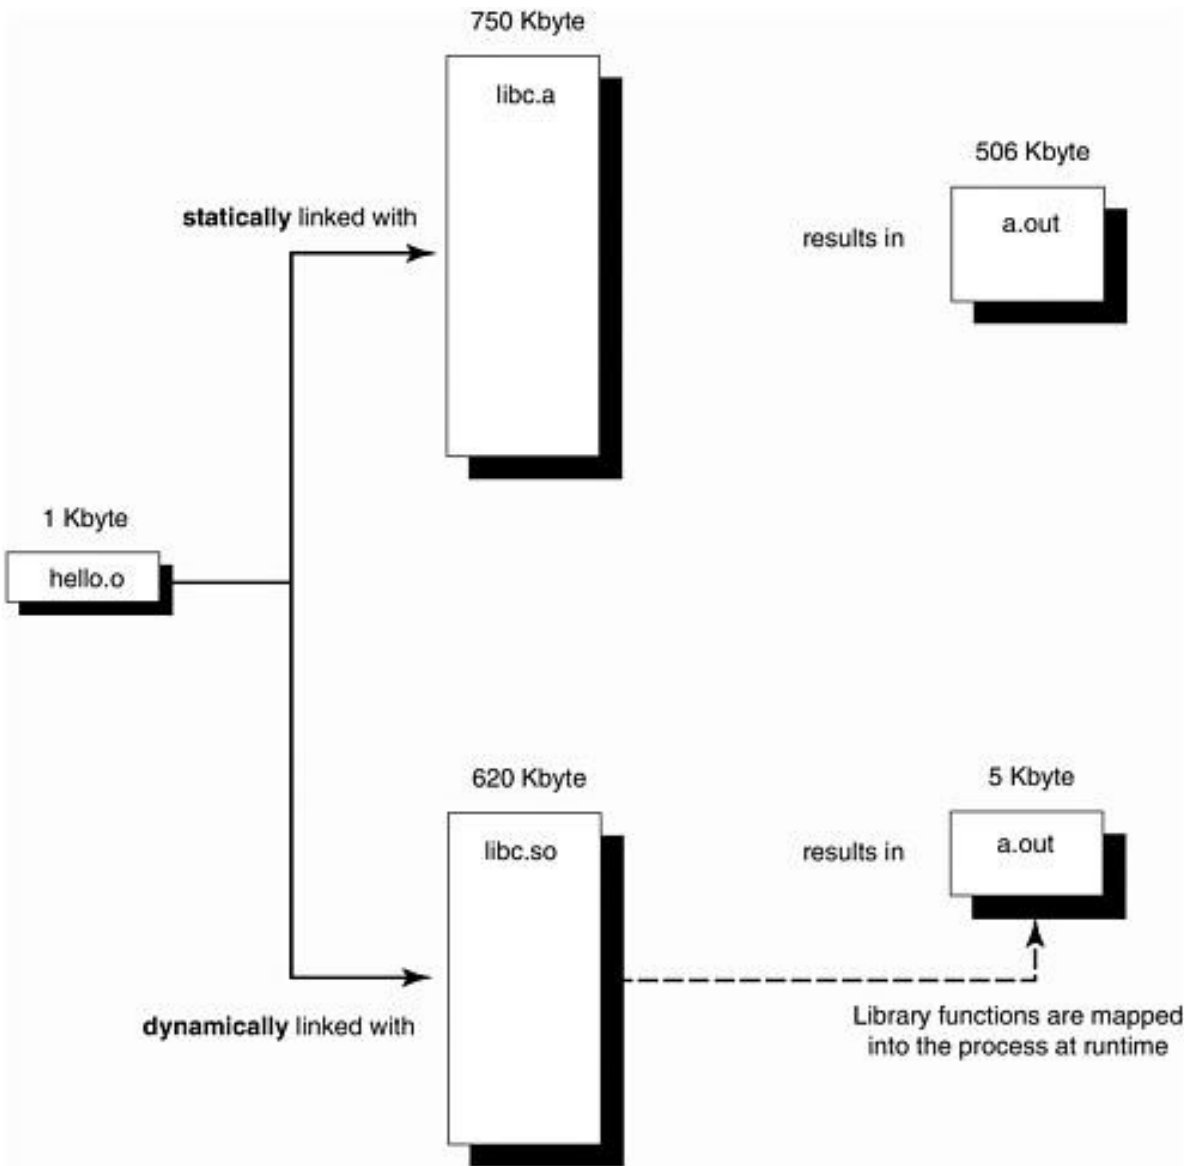 750 Kbyte
libc.a
506 Kbyte
a.out
statically linked with
results in
1 Kbyte
hello.o
620 Kbyte
libc.so
5 Kbyte
a.out
results in
dynamically linked with
Library functions are mapped
into the process at runtime